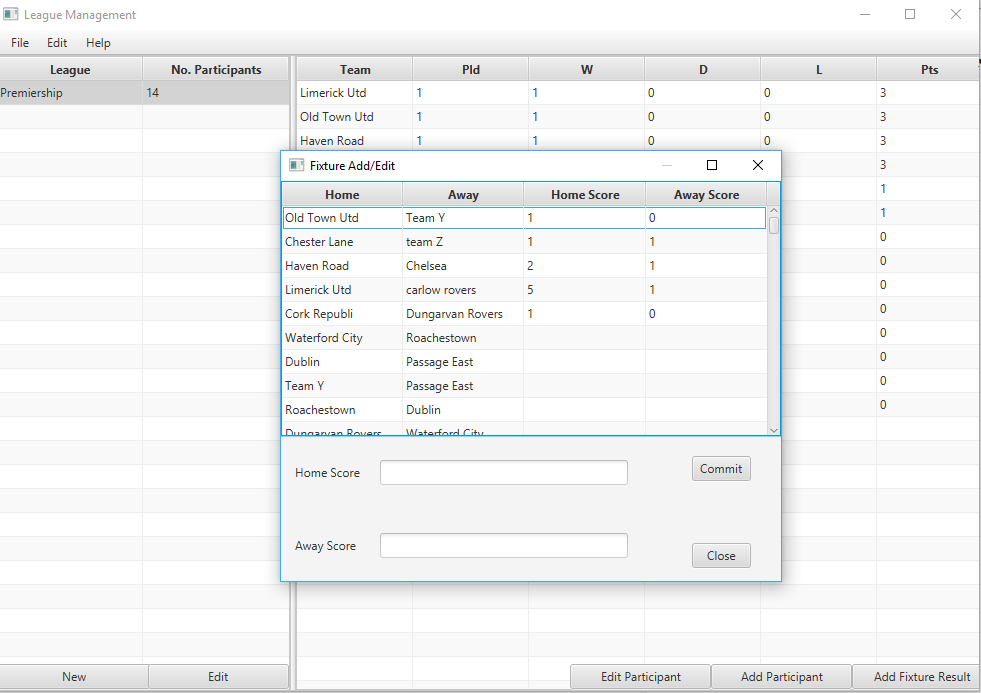 League Management
File Edit Help
League No. Participants Team Pld W D L Pts
Premiership 14 Limerick Utd 1 1 0 0 3
Old Town Utd 1 1 0 0 3
Haven Road 1 1 0 0 3
3
1
1
0
0
0
0
0
0
0
0
Fixture Add/Edit
Home Away Home Score Away Score
Old Town Utd Team Y 1 0
Chester Lane team Z 1 1
Haven Road Chelsea 2 1
Limerick Utd carlow rovers 5 1
Cork Republi Dungarvan Rovers 1 0
Waterford City Roachestown
Dublin Passage East
Team Y Passage East
Roachestown Dublin
Dungarvan Rovers Waterford City
Home Score Commit
Away Score Close
New Edit Edit Participant Add Participant Add Fixture Result